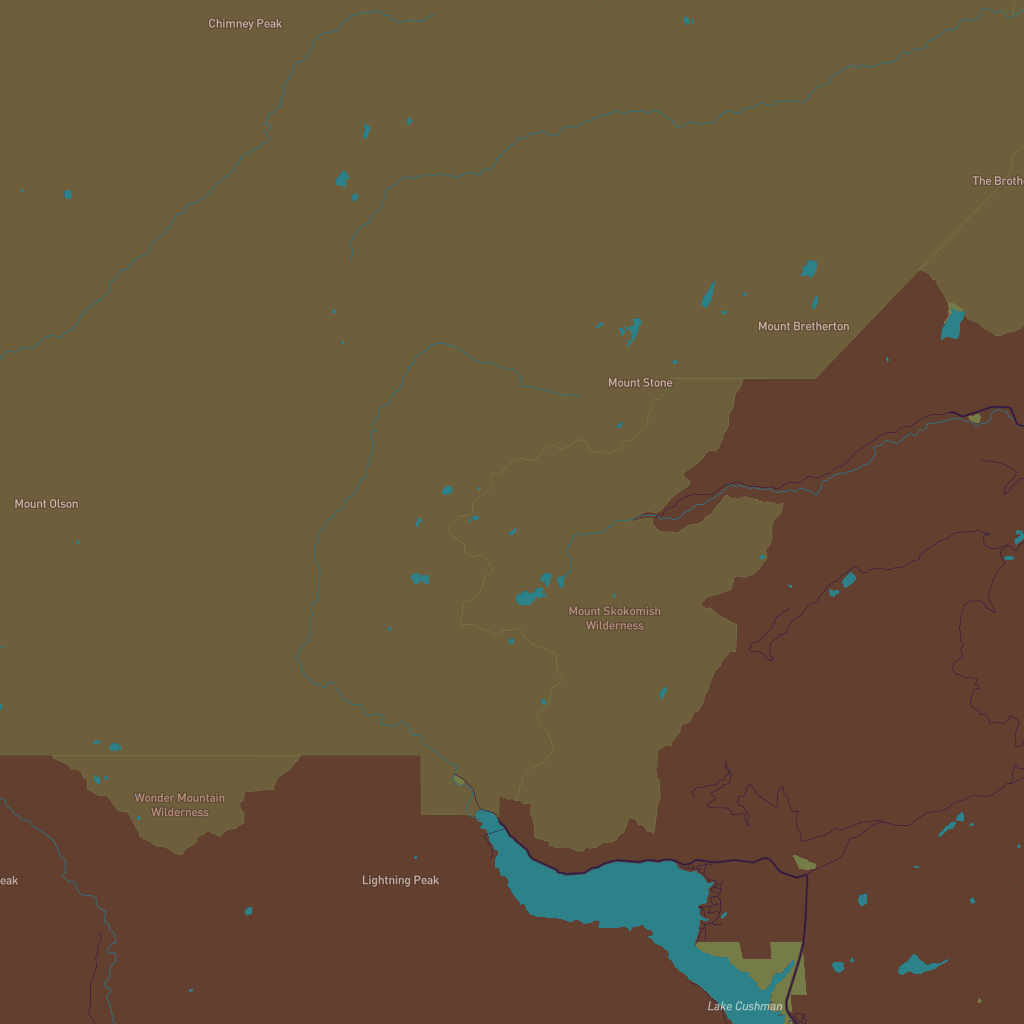 Chimney Peak
The Broth
Mount Bretherton
Mount Stone
Mount Olson
Mount Skokomish
Wilderness
Wonder Mountain
Wilderness
eak
Lightning Peak
Lake Cushman